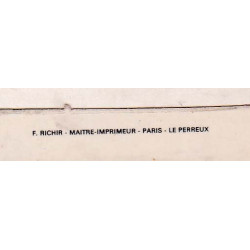 F. RICHIR - MAITRE-IMPRIMEUR - PARIS - LE PERREUX